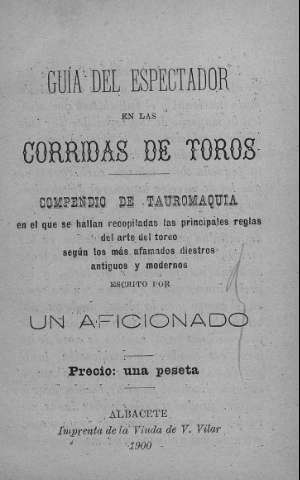 GUÍA DEL ESPECTADOR
EN LAS
CORRIDAS DE TOROS
COMPENDIO DE TAUROMAQUIA
en el que se hallan recopiladas las principales reglas
del arte del toreo
según los más afamados diestros
antiguos y modernos
ESCRITO POR
UN AFICIONADO
Precio: una peseta
ALBACETE
Imprenta de la Viuda de V. Vilar
1900